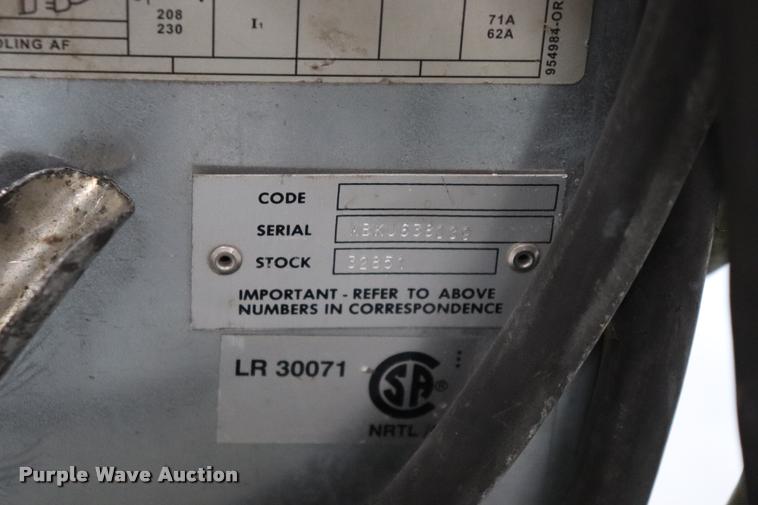 208
230
I₁
71A
62A
954984-OR
OLING AF
CODE
SERIAL
STOCK 32851
IMPORTANT - REFER TO ABOVE
NUMBERS IN CORRESPONDENCE
LR 30071
SA®
NRTL
Purple Wave Auction